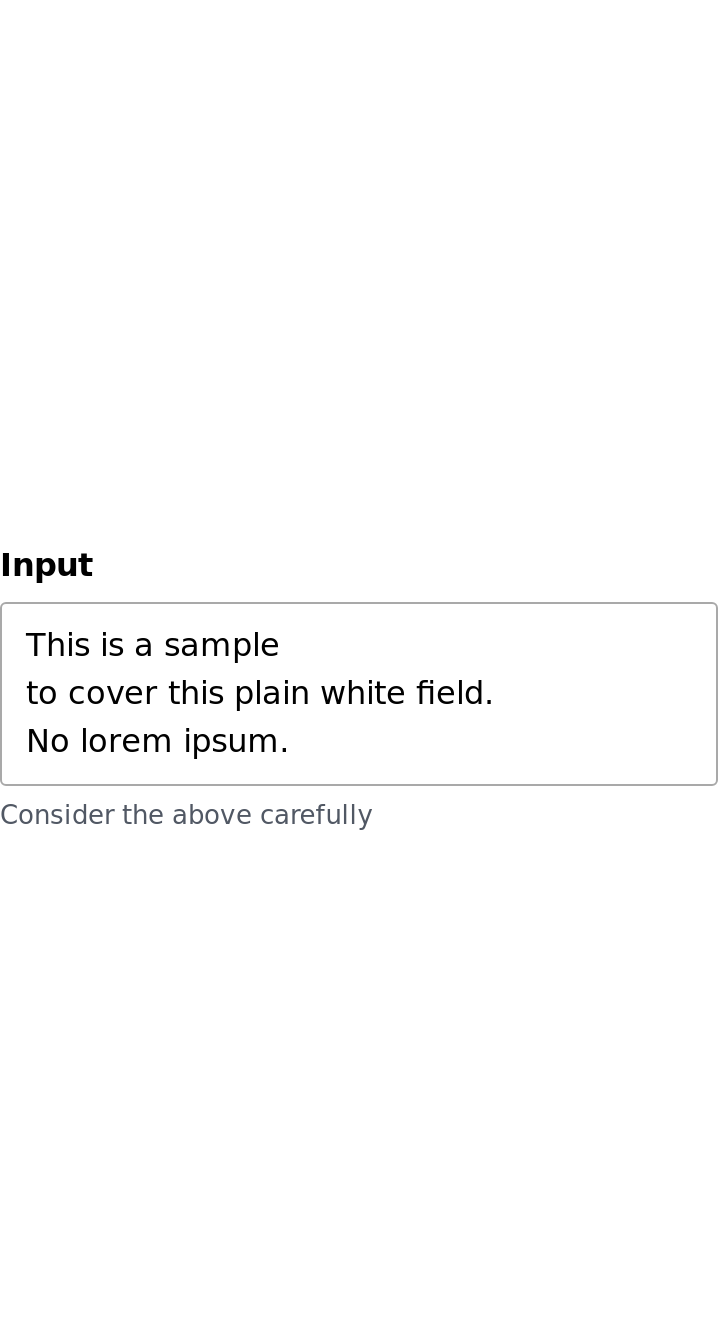 Input
This is a sample
to cover this plain white field.
No lorem ipsum.
Consider the above carefully